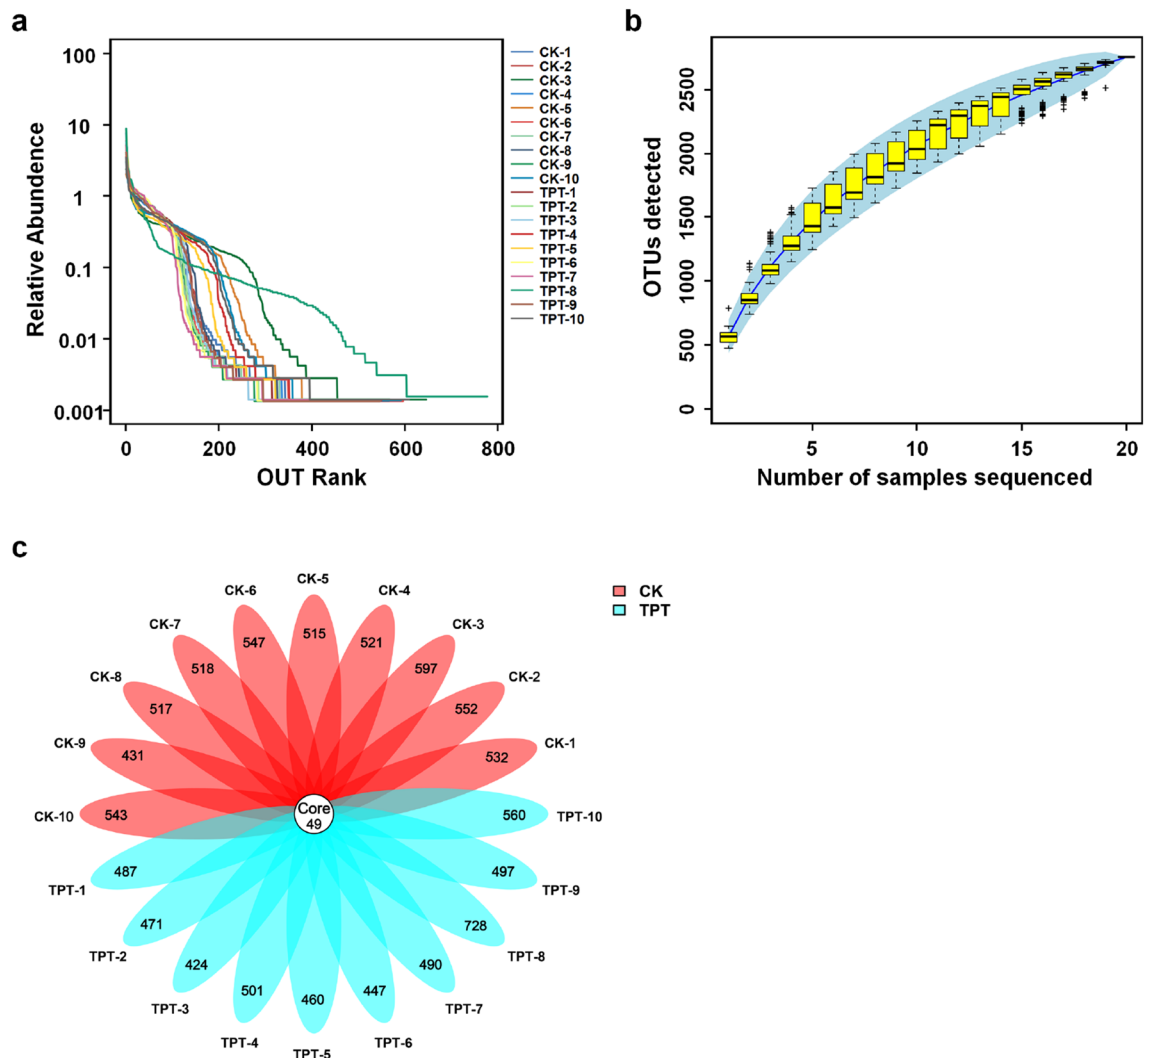 a
100
10
1
0.1
0.01
0.001
Relative Abundence
0
200
400
600
800
OUT Rank
CK-1
CK-2
CK-3
CK-4
CK-5
CK-6
CK-7
CK-8
CK-9
CK-10
TPT-1
TPT-2
TPT-3
TPT-4
TPT-5
TPT-6
TPT-7
TPT-8
TPT-9
TPT-10
b
OTUs detected
2500
2000
1500
1000
500
0
5
10
15
20
Number of samples sequenced
c
CK-5
CK-6
CK-4
CK-7
CK-3
CK-8
CK-2
CK-9
CK-1
CK-10
TPT-10
TPT-1
TPT-9
TPT-2
TPT-8
TPT-3
TPT-7
TPT-4
TPT-6
TPT-5
515
547
521
518
597
517
552
431
532
543
560
487
497
471
728
424
490
501
447
460
Core
49
CK
TPT